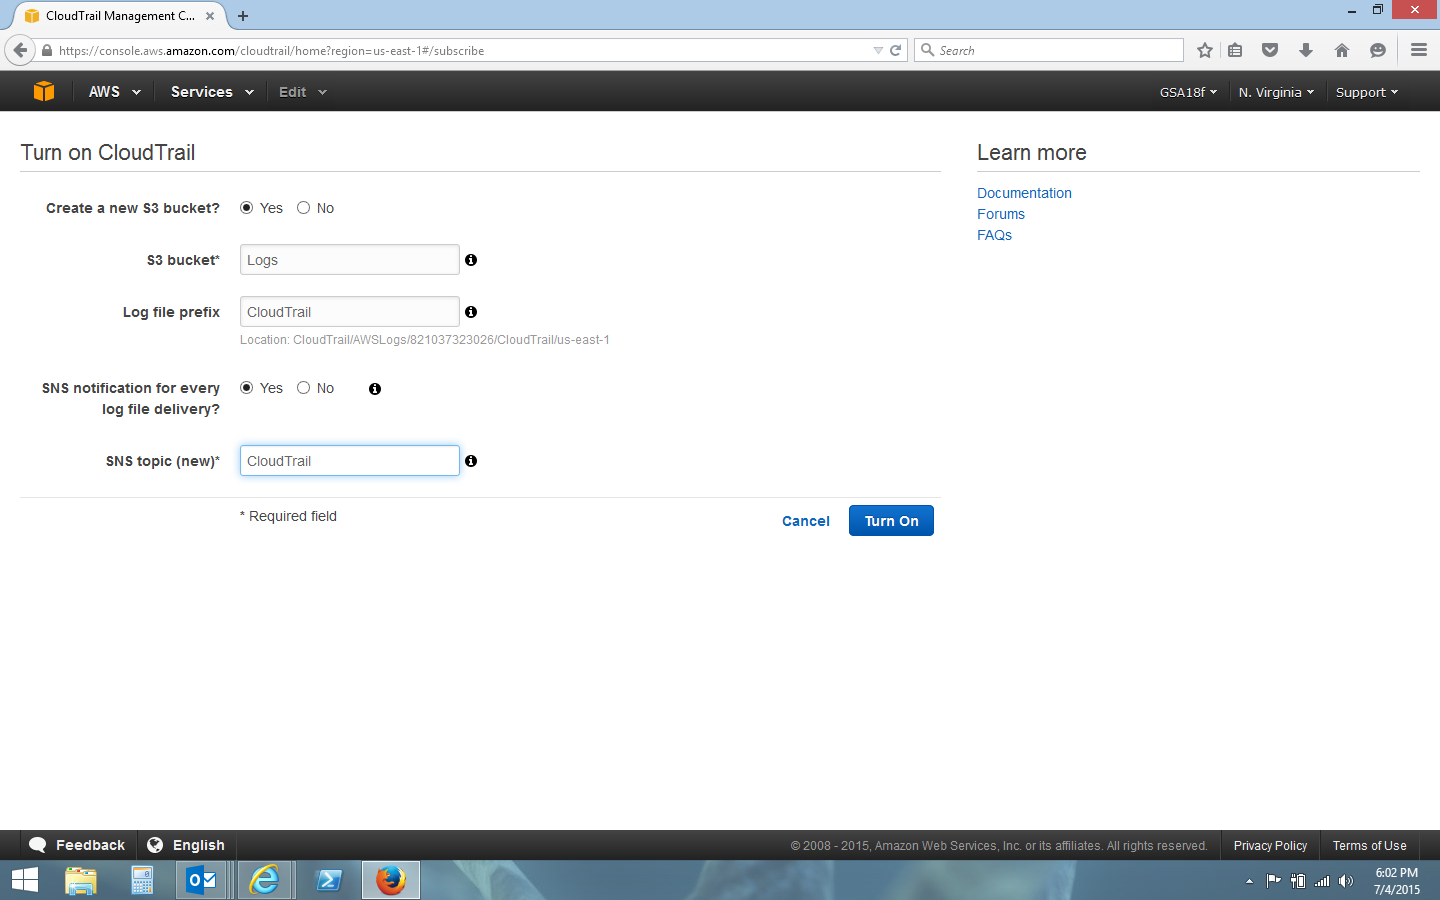 CloudTrail Management C...
https://console.aws.amazon.com/cloudtrail/home?region=us-east-1#/subscribe
Search
AWS Services Edit GSA18f N. Virginia Support
Turn on CloudTrail
Create a new S3 bucket? Yes No
S3 bucket* Logs
Log file prefix CloudTrail
Location: CloudTrail/AWSLogs/821037323026/CloudTrail/us-east-1
SNS notification for every Yes No
log file delivery?
SNS topic (new)* CloudTrail
* Required field
Cancel Turn On
Learn more
Documentation
Forums
FAQs
Feedback English © 2008 - 2015, Amazon Web Services, Inc. or its affiliates. All rights reserved. Privacy Policy Terms of Use
6:02 PM
7/4/2015